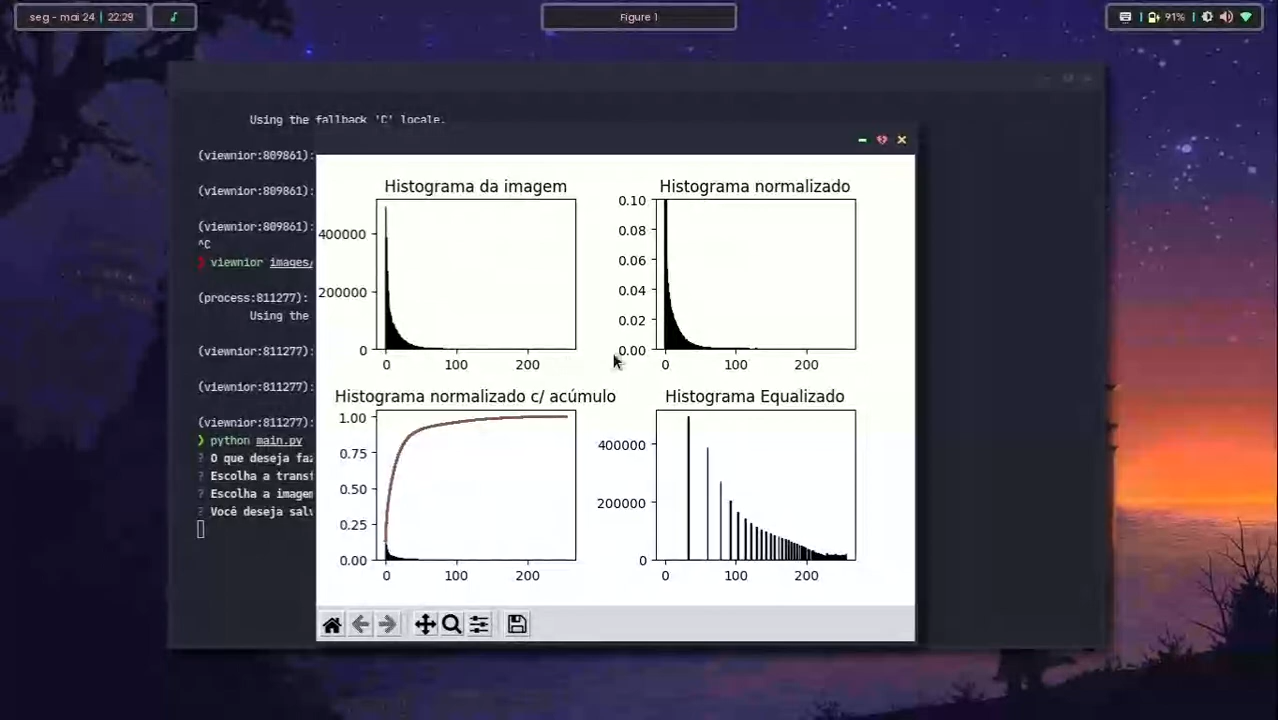 seg - mai 24 | 22:29
Figure 1
91%
Using the fallback 'C' locale.
(viewnior:809861):
(viewnior:809861):
(viewnior:809861):
^C
❯ viewnior images/
(process:811277):
Using the
(viewnior:811277):
(viewnior:811277):
(viewnior:811277):
❯ python main.py
? O que deseja faz
? Escolha a transf
? Escolha a imagem
? Você deseja salv
Histograma da imagem
400000
200000
0
0 100 200
Histograma normalizado
0.10
0.08
0.06
0.04
0.02
0.00
0 100 200
Histograma normalizado c/ acúmulo
1.00
0.75
0.50
0.25
0.00
0 100 200
Histograma Equalizado
400000
200000
0
0 100 200